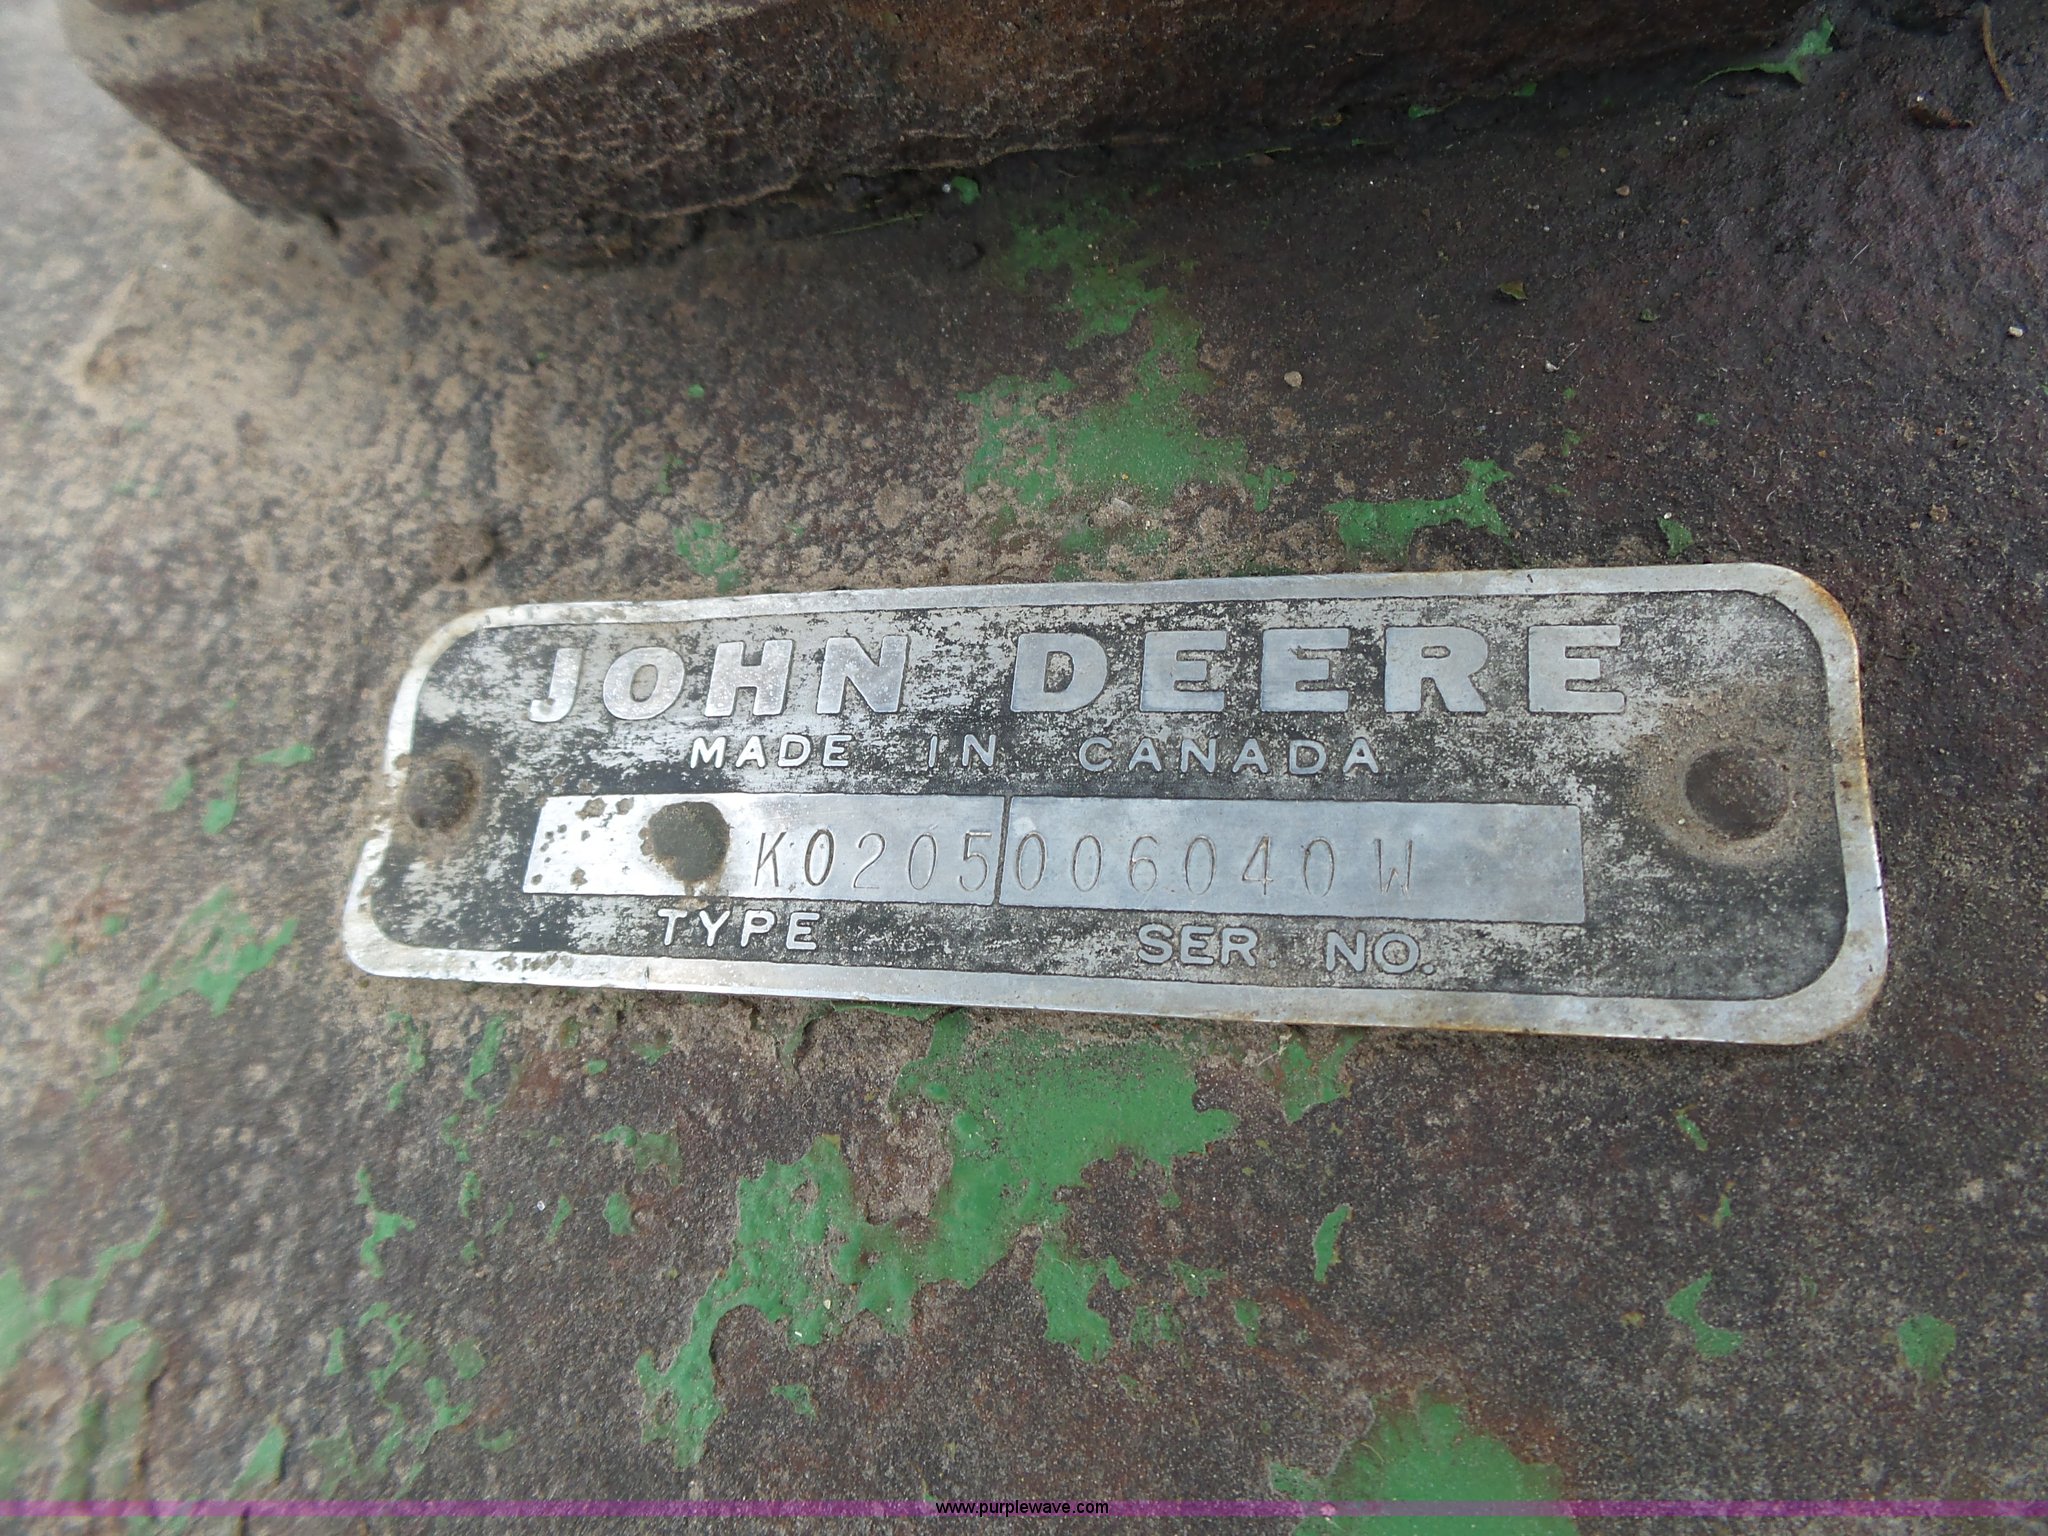 JOHN DEERE
MADE IN CANADA
K0205 006040W
TYPE SER. NO.
www.purplewave.com